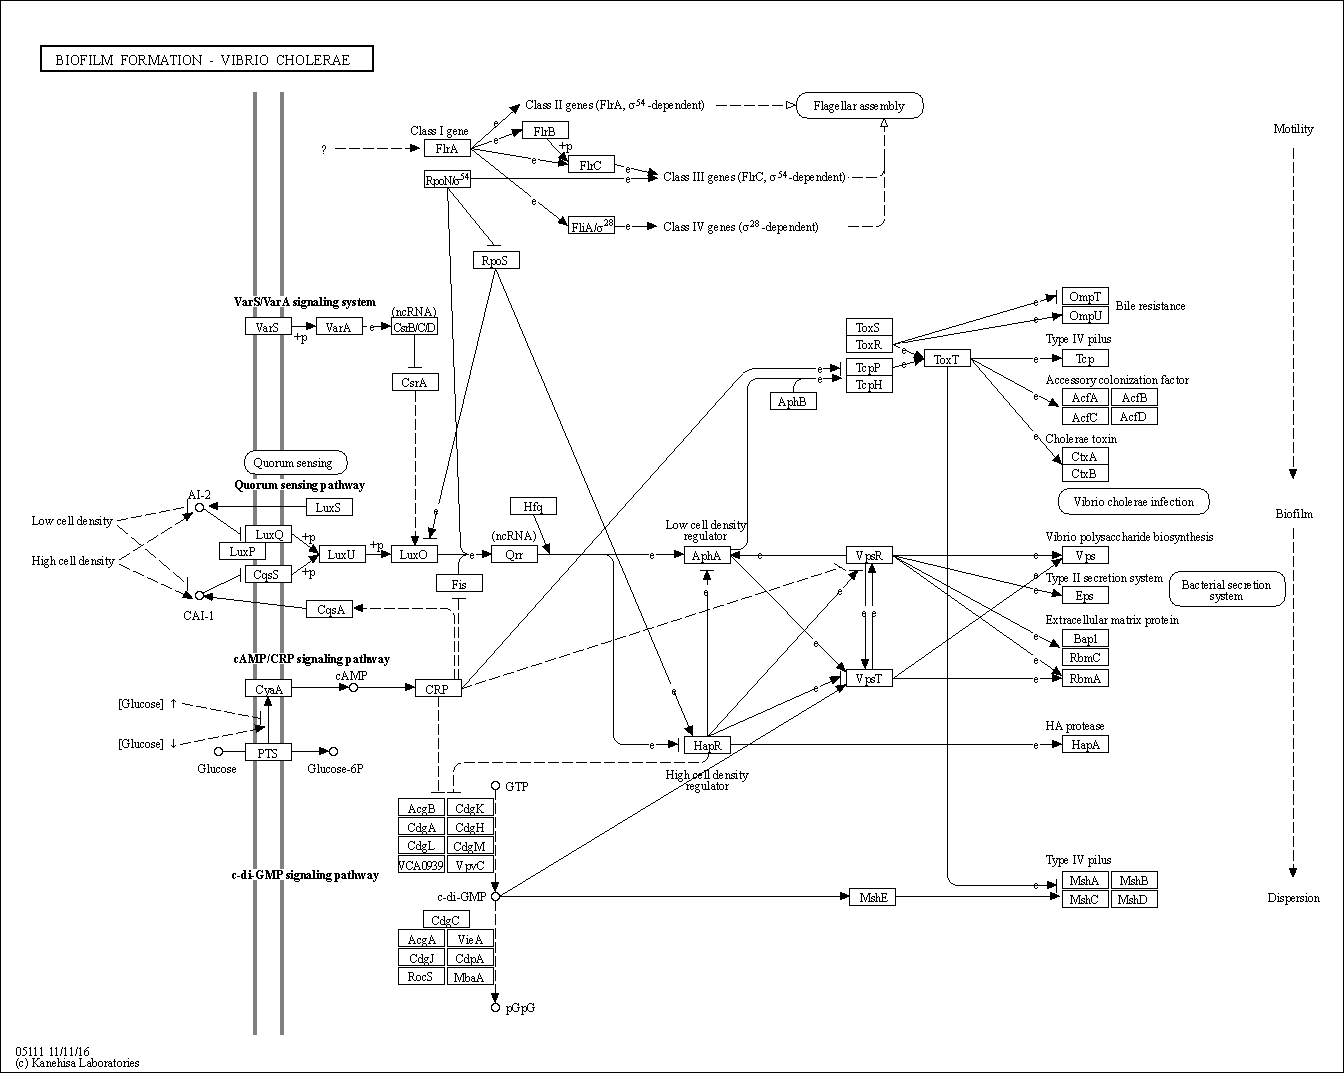 BIOFILM FORMATION - VIBRIO CHOLERAE
Class II genes (FlrA, σ54 -dependent)
Flagellar assembly
Motility
Class I gene
e
FlrB
e
?
FlrA
+p
e
FlrC
e
Class III genes (FlrC, σ54-dependent)
RpoN/σ54
e
e
FliA/σ28
e
Class IV genes (σ28 -dependent)
RpoS
VarS/VarA signaling system
(ncRNA)
VarS
+p
VarA
e
CsrB/C/D
CsrA
e
OmpT
e
OmpU
Bile resistance
ToxS
ToxR
e
Type IV pilus
ToxT
e
Tcp
e
TcpP
e
e
TcpH
AphB
Accessory colonization factor
e
AcfA
AcfB
AcfC
AcfD
e
Cholerae toxin
CtxA
CtxB
Vibrio cholerae infection
Biofilm
Quorum sensing
Quorum sensing pathway
AI-2
LuxS
Low cell density
High cell density
LuxQ
LuxP
+p
CqsS
+p
LuxU
+p
LuxO
e
e
Hfq
(ncRNA)
Qrr
Fis
CAI-1
CqsA
Low cell density
regulator
e
AphA
e
VpsR
Vibrio polysaccharide biosynthesis
e
Vps
Type II secretion system
e
Eps
Bacterial secretion
system
Extracellular matrix protein
e
Bap1
RbmC
e
e
RbmA
e
e
e
e
e
e
VpsT
cAMP/CRP signaling pathway
cAMP
CyaA
CRP
[Glucose] ↑
[Glucose] ↓
PTS
Glucose
Glucose-6P
e
e
HapR
High cell density
regulator
HA protease
e
HapA
GTP
AcgB
CdgK
CdgA
CdgH
CdgL
CdgM
VCA0939
VpvC
c-di-GMP signaling pathway
c-di-GMP
MshE
Type IV pilus
e
MshA
MshB
MshC
MshD
Dispersion
CdgC
AcgA
VieA
CdgJ
CdpA
RocS
MbaA
pGpG
05111 11/11/16
(c) Kanehisa Laboratories